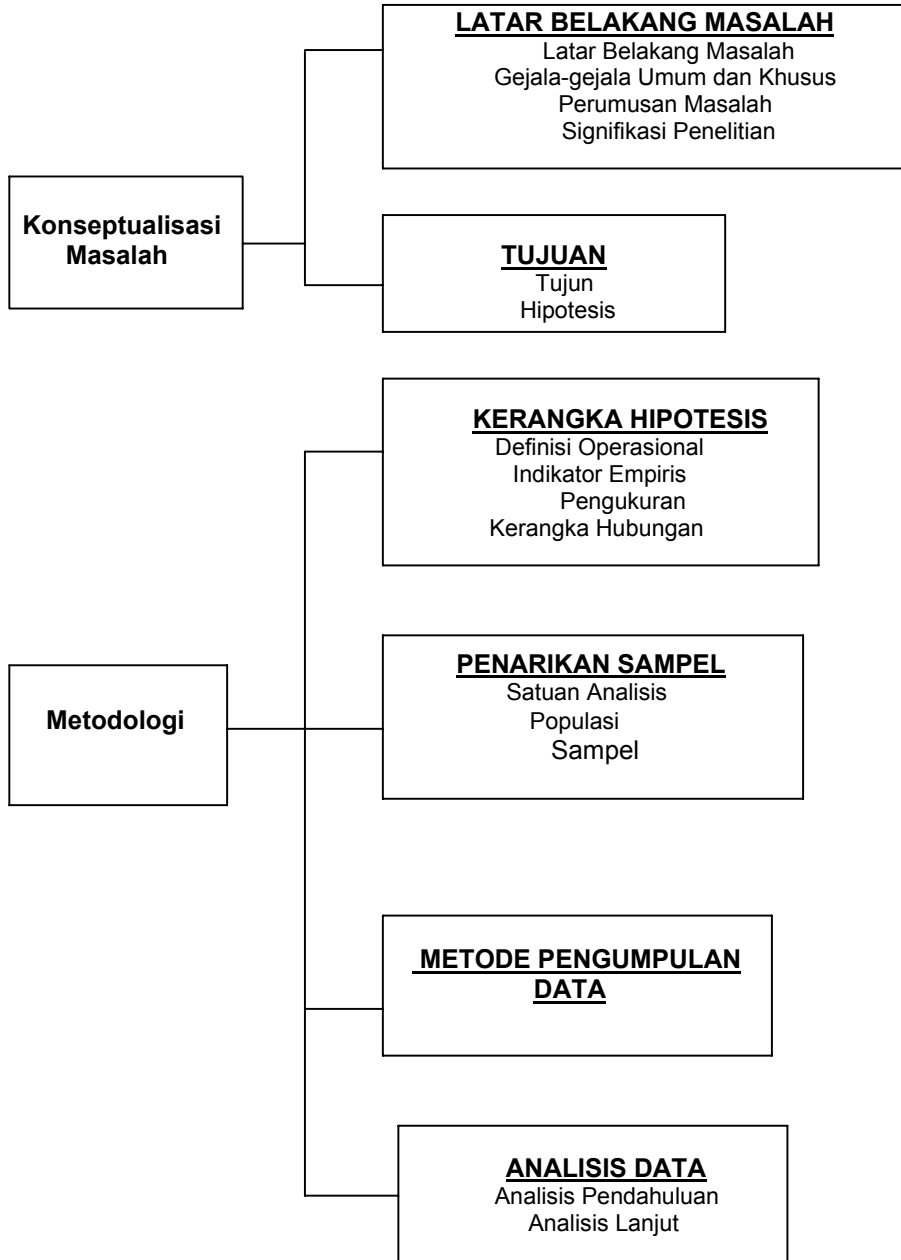 LATAR BELAKANG MASALAH
Latar Belakang Masalah
Gejala-gejala Umum dan Khusus
Perumusan Masalah
Signifikasi Penelitian
Konseptualisasi
Masalah
TUJUAN
Tujun
Hipotesis
KERANGKA HIPOTESIS
Definisi Operasional
Indikator Empiris
Pengukuran
Kerangka Hubungan
Metodologi
PENARIKAN SAMPEL
Satuan Analisis
Populasi
Sampel
METODE PENGUMPULAN
DATA
ANALISIS DATA
Analisis Pendahuluan
Analisis Lanjut